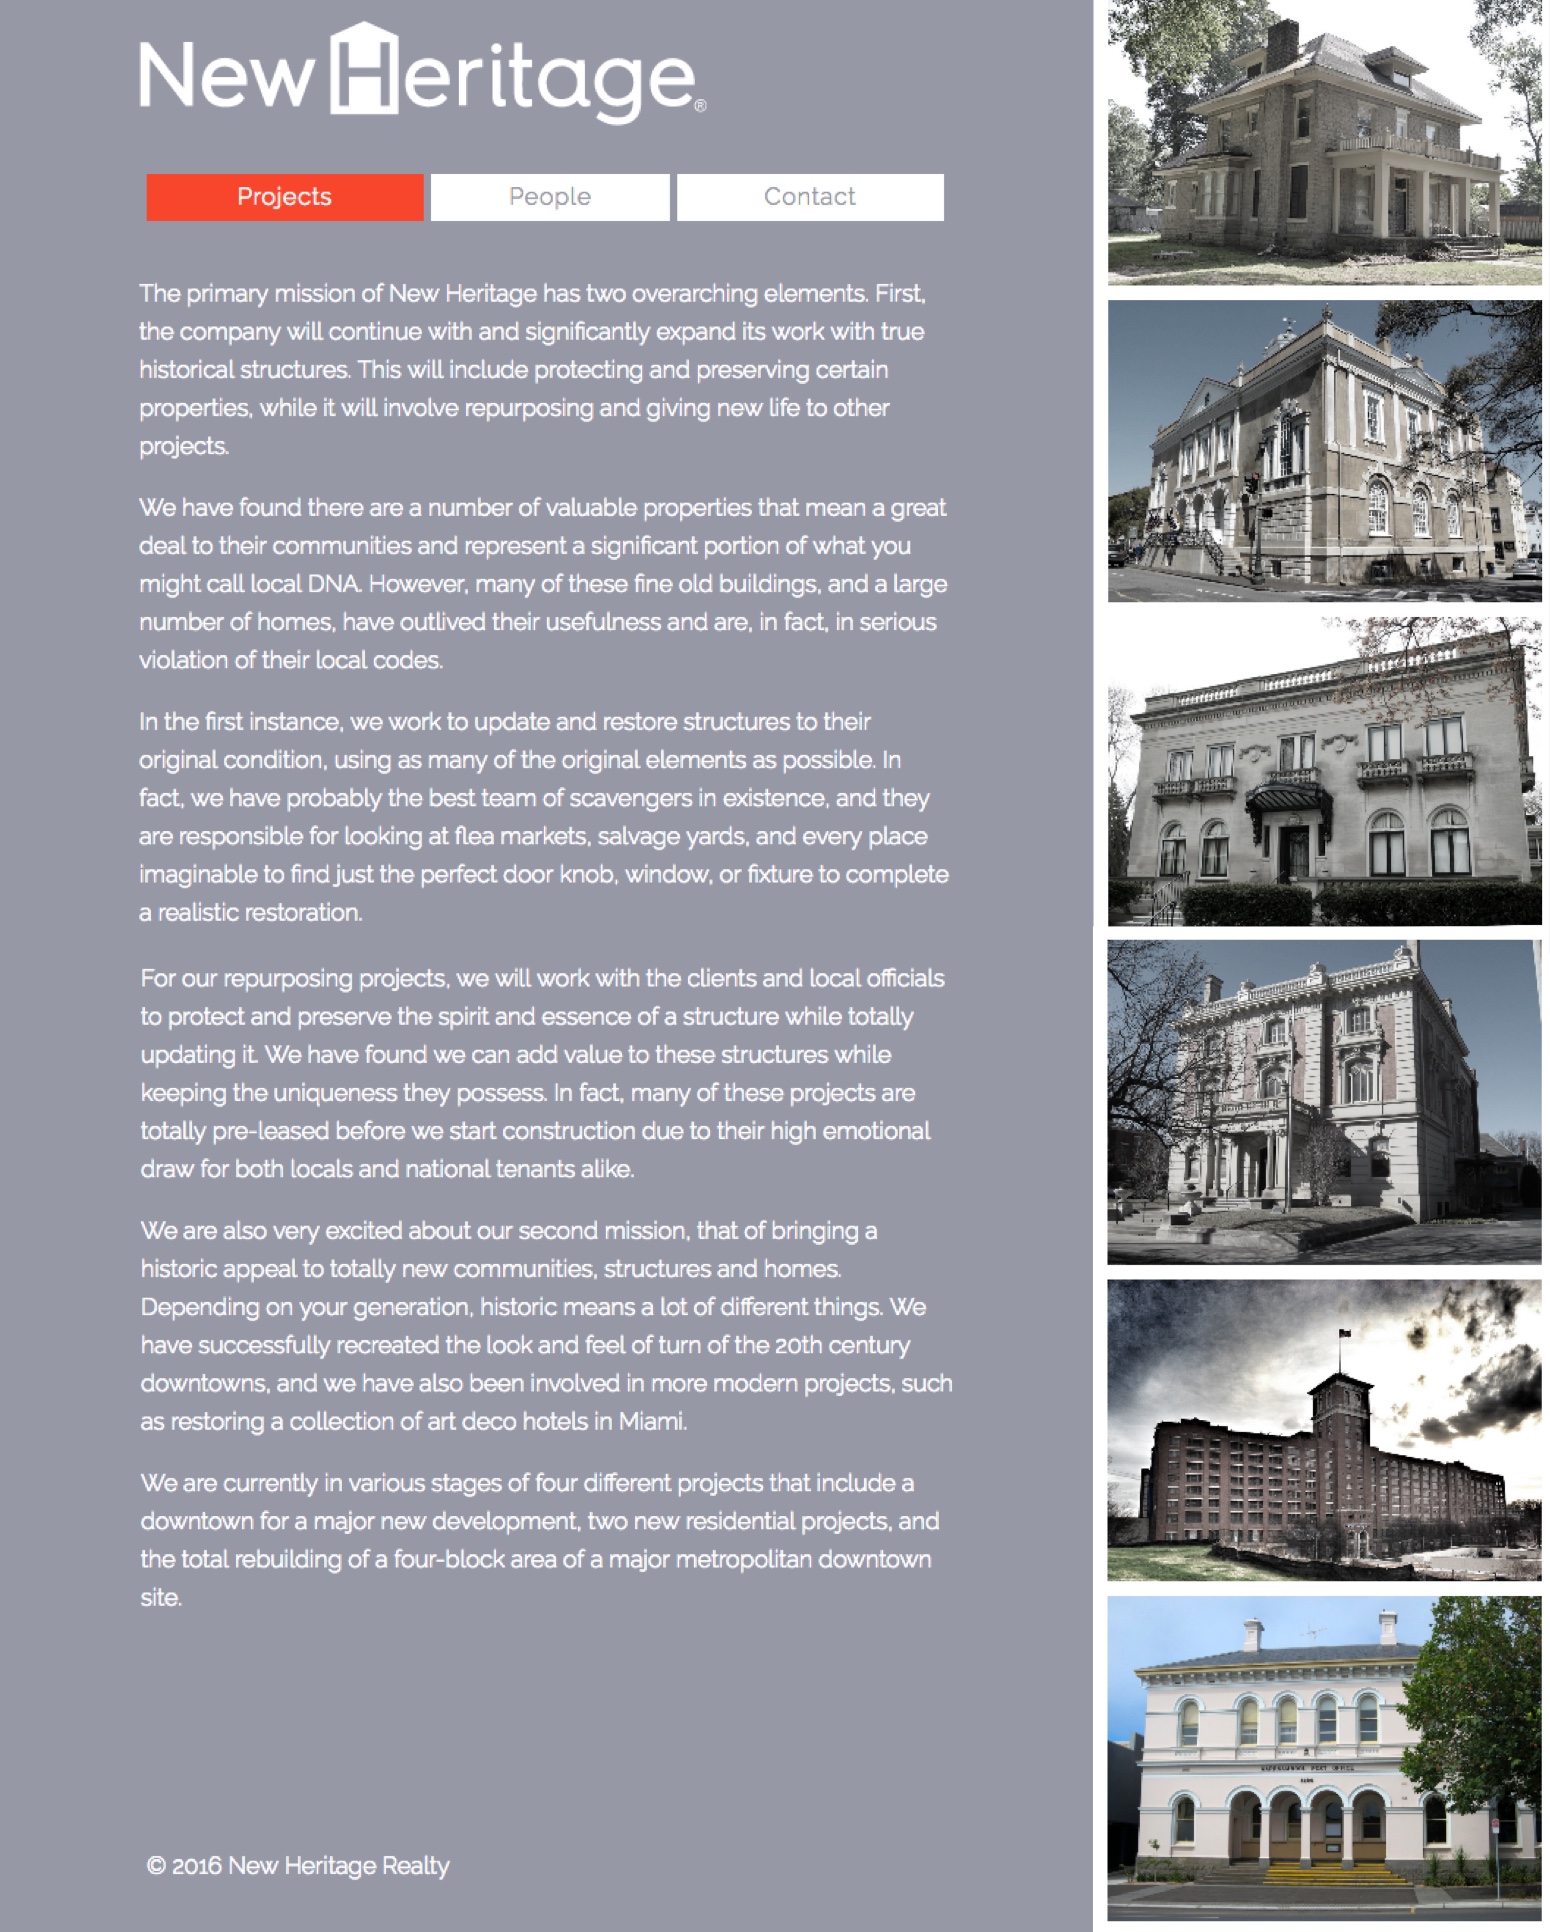 New Heritage®
Projects
People
Contact
The primary mission of New Heritage has two overarching elements. First,
the company will continue with and significantly expand its work with true
historical structures. This will include protecting and preserving certain
properties, while it will involve repurposing and giving new life to other
projects.
We have found there are a number of valuable properties that mean a great
deal to their communities and represent a significant portion of what you
might call local DNA. However, many of these fine old buildings, and a large
number of homes, have outlived their usefulness and are, in fact, in serious
violation of their local codes.
In the first instance, we work to update and restore structures to their
original condition, using as many of the original elements as possible. In
fact, we have probably the best team of scavengers in existence, and they
are responsible for looking at flea markets, salvage yards, and every place
imaginable to find just the perfect door knob, window, or fixture to complete
a realistic restoration.
For our repurposing projects, we will work with the clients and local officials
to protect and preserve the spirit and essence of a structure while totally
updating it. We have found we can add value to these structures while
keeping the uniqueness they possess. In fact, many of these projects are
totally pre-leased before we start construction due to their high emotional
draw for both locals and national tenants alike.
We are also very excited about our second mission, that of bringing a
historic appeal to totally new communities, structures and homes.
Depending on your generation, historic means a lot of different things. We
have successfully recreated the look and feel of turn of the 20th century
downtowns, and we have also been involved in more modern projects, such
as restoring a collection of art deco hotels in Miami.
We are currently in various stages of four different projects that include a
downtown for a major new development, two new residential projects, and
the total rebuilding of a four-block area of a major metropolitan downtown
site.
WARRNAMBOOL POST OFFICE
© 2016 New Heritage Realty